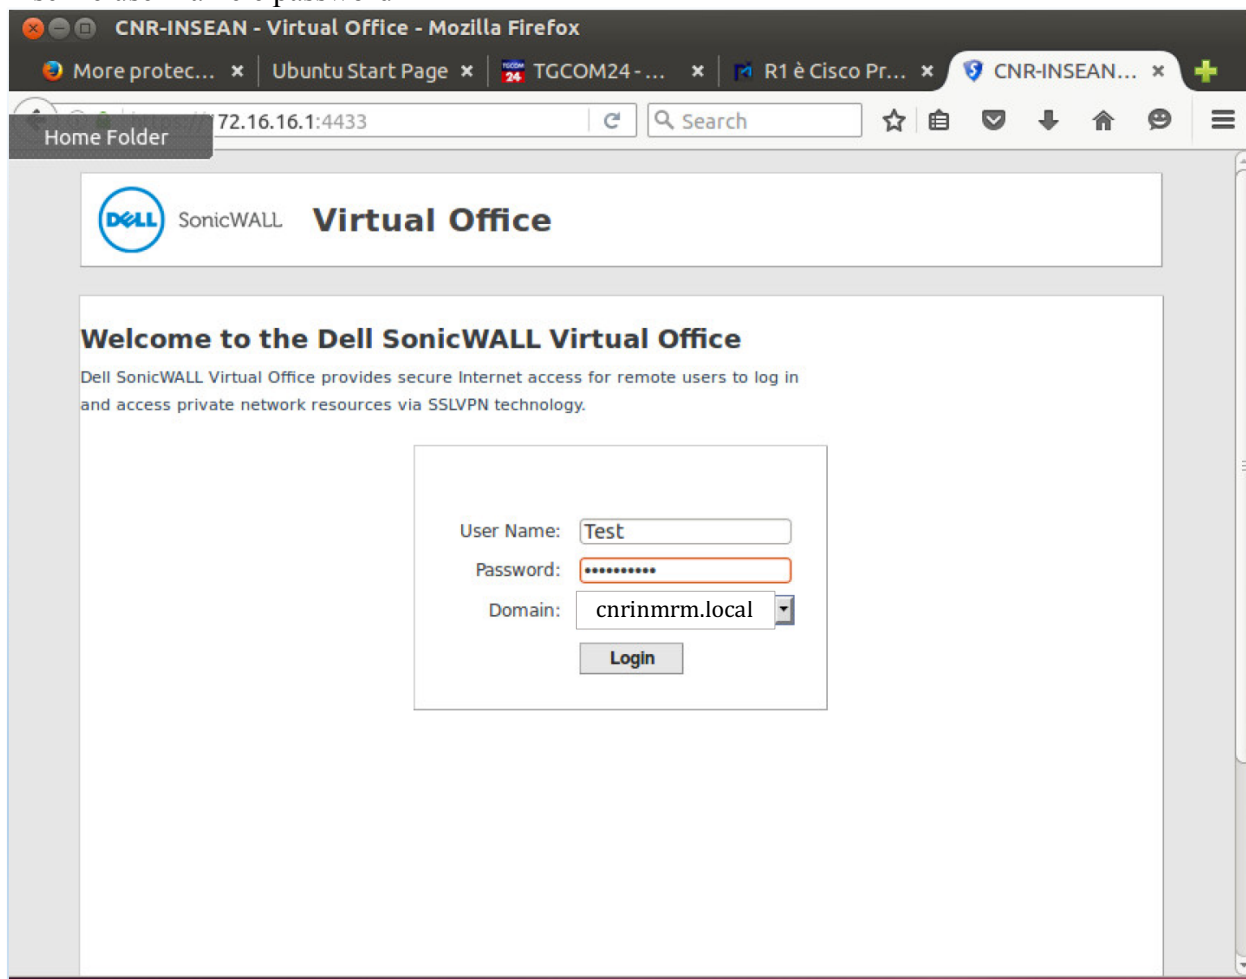 CNR-INSEAN - Virtual Office - Mozilla Firefox
More protec... Ubuntu Start Page TGCOM24 - ... R1 è Cisco Pr... CNR-INSEAN...
72.16.16.1:4433 Search
Home Folder
DELL SonicWALL Virtual Office
Welcome to the Dell SonicWALL Virtual Office
Dell SonicWALL Virtual Office provides secure Internet access for remote users to log in
and access private network resources via SSLVPN technology.
User Name: Test
Password: ••••••••••
Domain: cnrinmrm.local
Login